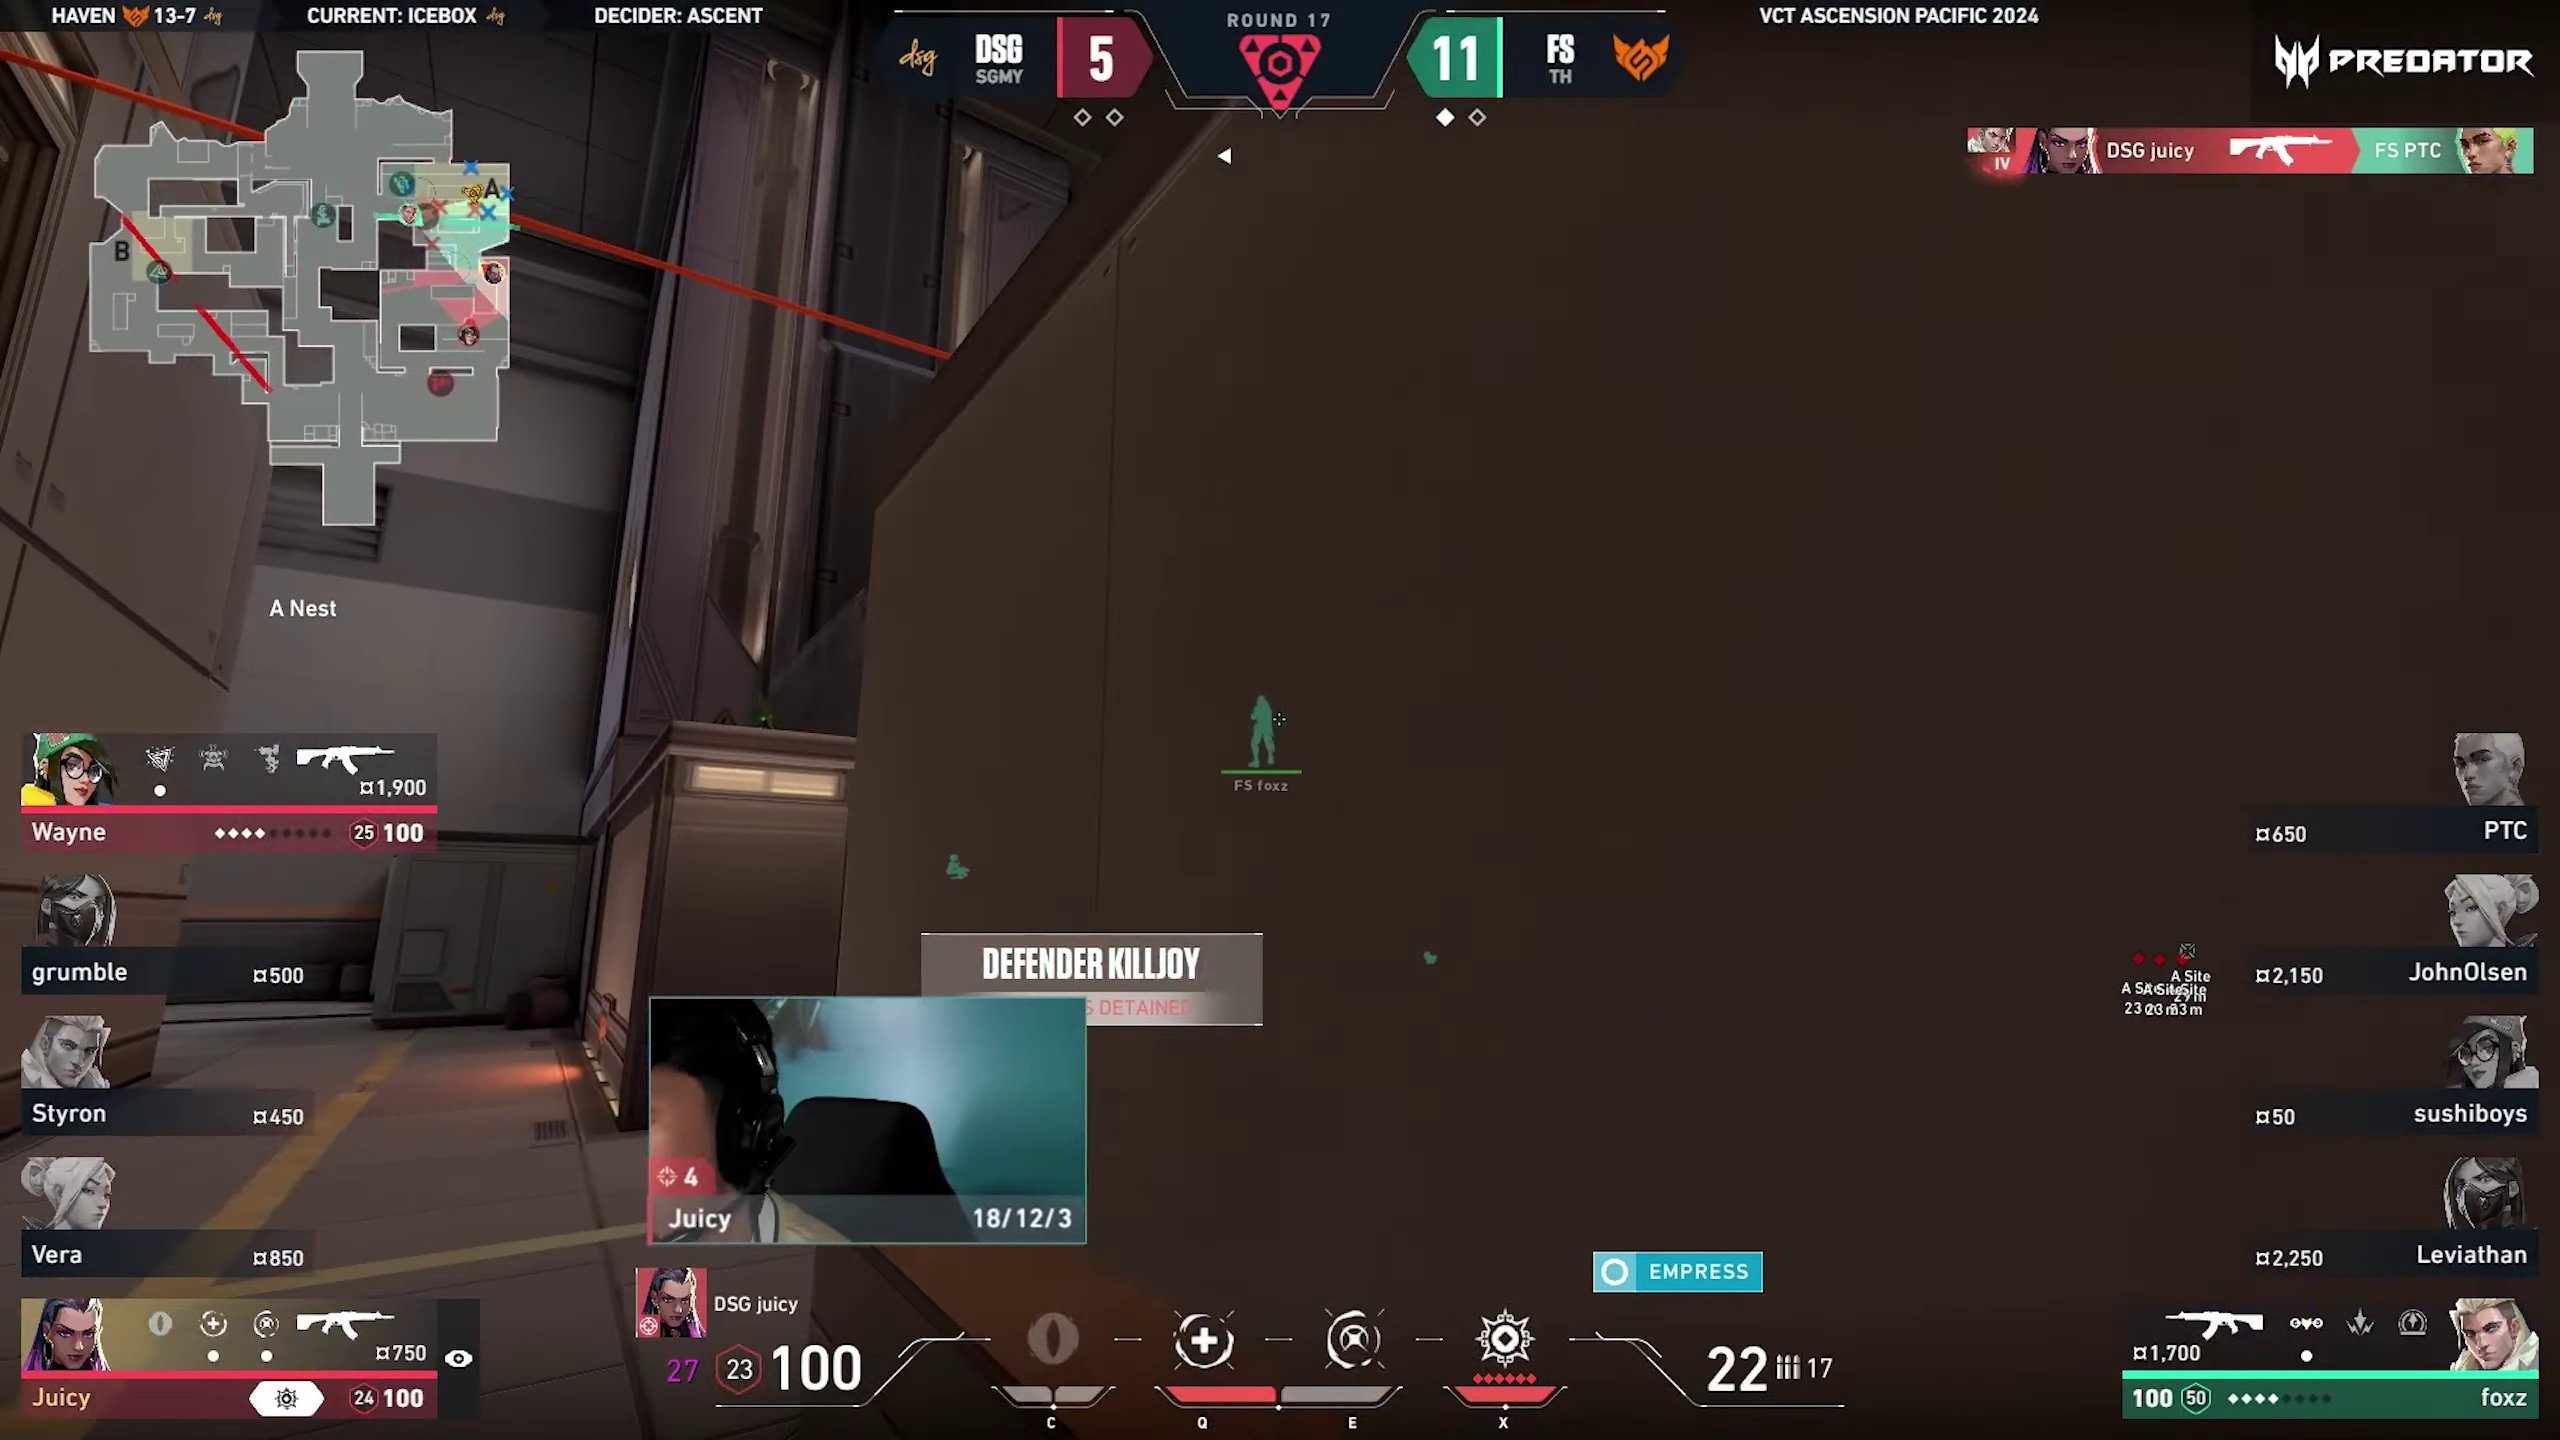 HAVEN 13-7
CURRENT: ICEBOX
DECIDER: ASCENT
DSG
SGMY
5
ROUND 17
11
FS
TH
VCT ASCENSION PACIFIC 2024
PREDATOR
IV DSG juicy FS PTC
A
B
A Nest
FS foxz
DEFENDER KILLJOY
DETAINED
1,900
Wayne 25 100
grumble 500
Styron 450
Vera 850
750
Juicy 24 100
4
Juicy 18/12/3
DSG juicy
27 23 100
C Q E X
EMPRESS
22 17
A Site
650 PTC
2,150 JohnOlsen
50 sushiboys
2,250 Leviathan
1,700
100 50 foxz